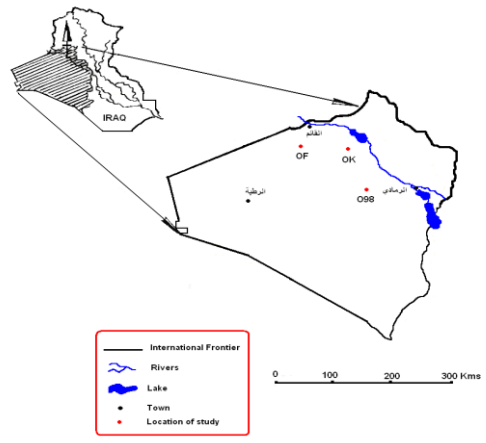 IRAQ
القائم
OF
OK
الرطبة
الرمادي
O98
International Frontier
Rivers
Lake
Town
Location of study
0 100 200 300 Kms